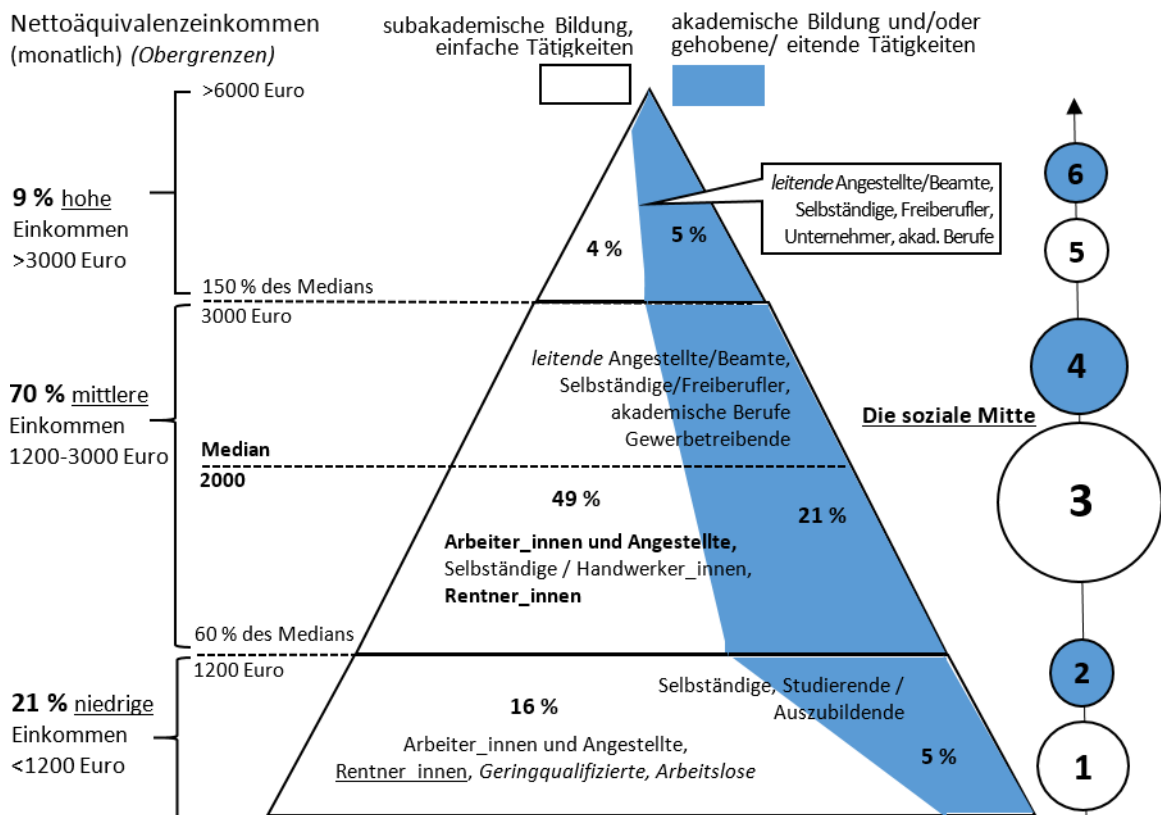 Nettoäquivalenzeinkommen
(monatlich) (Obergrenzen)
subakademische Bildung,
einfache Tätigkeiten
akademische Bildung und/oder
gehobene/ eitende Tätigkeiten
>6000 Euro
9 % hohe
Einkommen
>3000 Euro
150 % des Medians
3000 Euro
4 %
5 %
leitende Angestellte/Beamte,
Selbständige, Freiberufler,
Unternehmer, akad. Berufe
6
5
70 % mittlere
Einkommen
1200-3000 Euro
leitende Angestellte/Beamte,
Selbständige/Freiberufler,
akademische Berufe
Gewerbetreibende
Die soziale Mitte
4
Median
2000
49 %
21 %
3
Arbeiter_innen und Angestellte,
Selbständige / Handwerker_innen,
Rentner_innen
60 % des Medians
1200 Euro
21 % niedrige
Einkommen
<1200 Euro
Selbständige, Studierende /
Auszubildende
2
16 %
5 %
Arbeiter_innen und Angestellte,
Rentner_innen, Geringqualifizierte, Arbeitslose
1